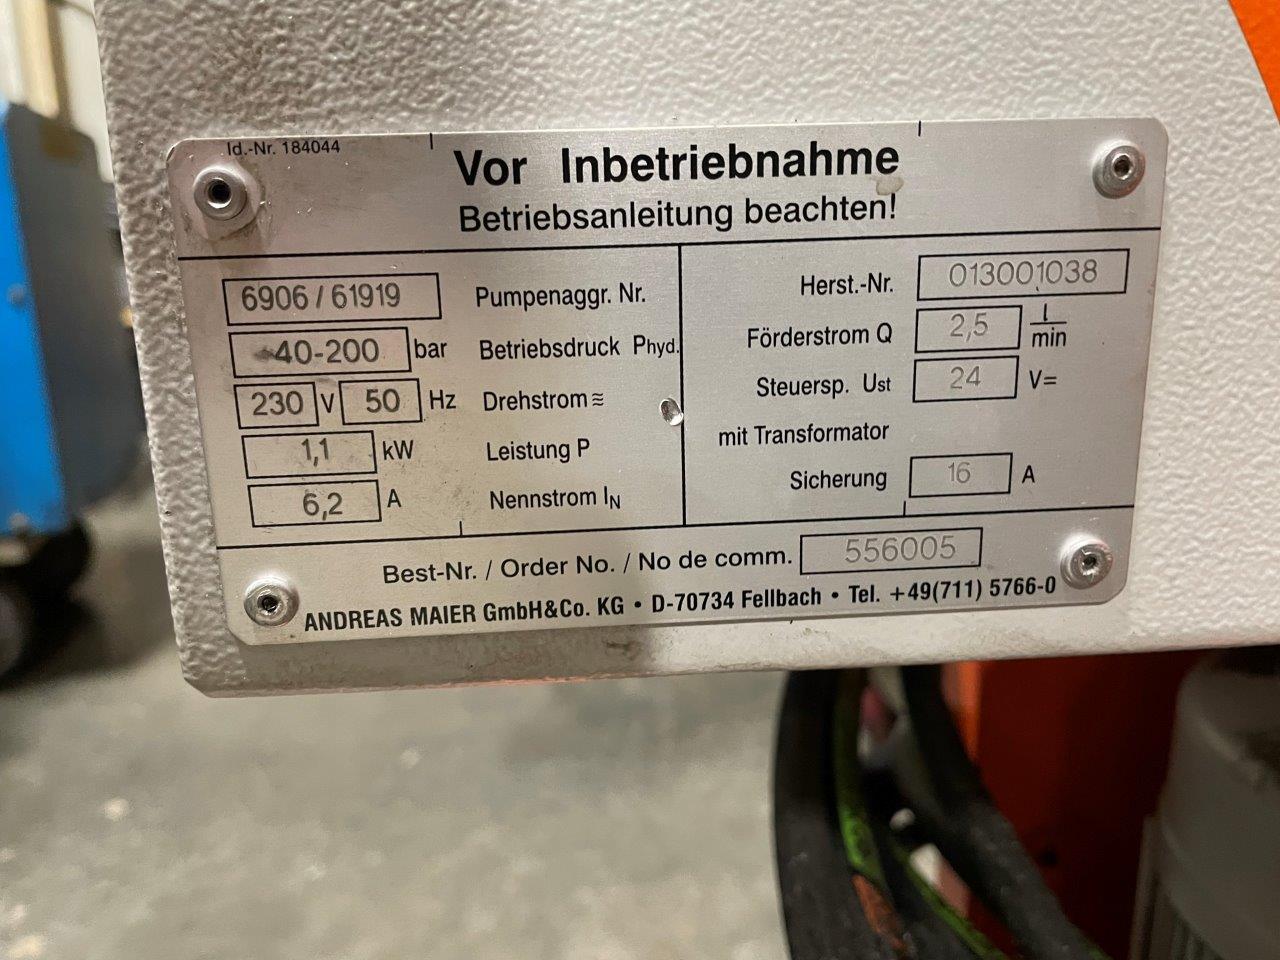 Id.-Nr. 184044
Vor Inbetriebnahme
Betriebsanleitung beachten!
6906/61919 Pumpenaggr. Nr.
40-200 bar Betriebsdruck Phyd.
230 V 50 Hz Drehstrom≋
1,1 kW Leistung P
6,2 A Nennstrom IN
Herst.-Nr. 013001038
Förderstrom Q 2,5 l/min
Steuersp. Ust 24 V=
mit Transformator
Sicherung 16 A
Best-Nr. / Order No. / No de comm. 556005
ANDREAS MAIER GmbH&Co. KG • D-70734 Fellbach • Tel. +49(711) 5766-0